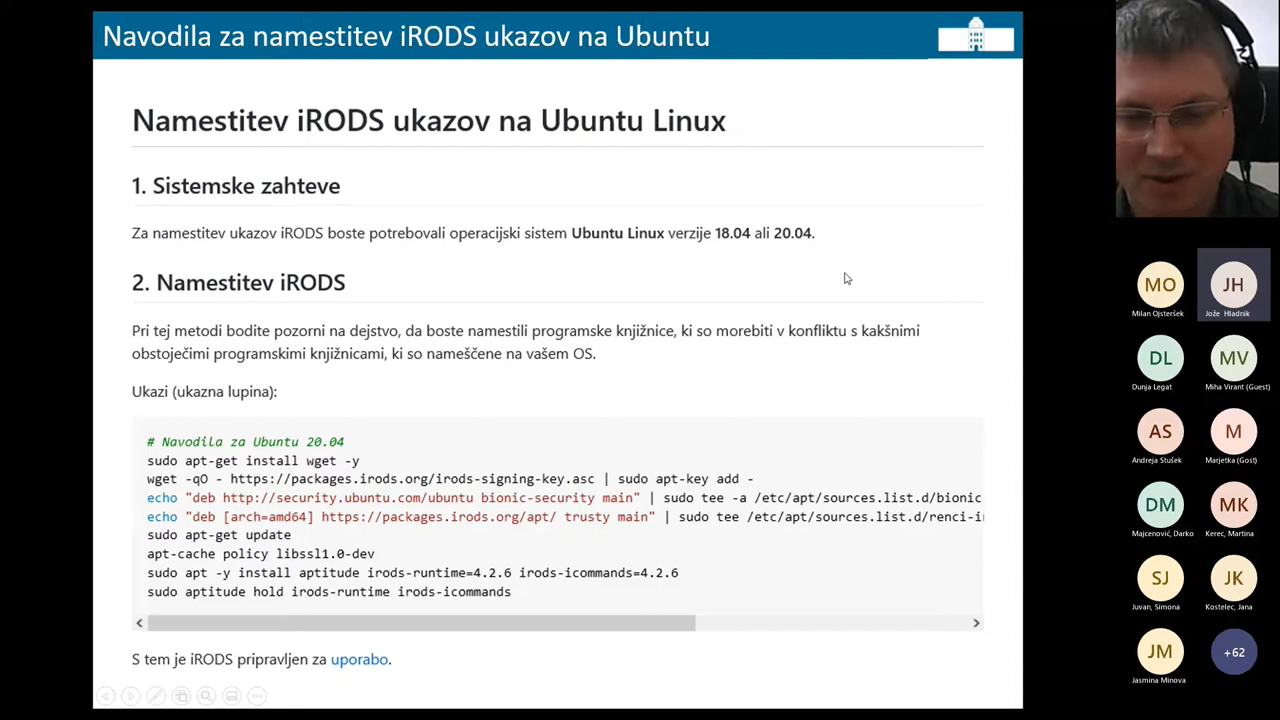 Navodila za namestitev iRODS ukazov na Ubuntu
Namestitev iRODS ukazov na Ubuntu Linux
1. Sistemske zahteve
Za namestitev ukazov iRODS boste potrebovali operacijski sistem Ubuntu Linux verzije 18.04 ali 20.04.
2. Namestitev iRODS
Pri tej metodi bodite pozorni na dejstvo, da boste namestili programske knjižnice, ki so morebiti v konfliktu s kakšnimi
obstoječimi programskimi knjižnicami, ki so nameščene na vašem OS.
Ukazi (ukazna lupina):
# Navodila za Ubuntu 20.04
sudo apt-get install wget -y
wget -qO - https://packages.irods.org/irods-signing-key.asc | sudo apt-key add -
echo "deb http://security.ubuntu.com/ubuntu bionic-security main" | sudo tee -a /etc/apt/sources.list.d/bionic
echo "deb [arch=amd64] https://packages.irods.org/apt/ trusty main" | sudo tee /etc/apt/sources.list.d/renci-i
sudo apt-get update
apt-cache policy libssl1.0-dev
sudo apt -y install aptitude irods-runtime=4.2.6 irods-icommands=4.2.6
sudo aptitude hold irods-runtime irods-icommands
S tem je iRODS pripravljen za uporabo.
MO
JH
Milan Ojsteršek
Jože Hladnik
DL
MV
Dunja Legat
Miha Virant (Guest)
AS
M
Andreja Stušek
Marjetka (Gost)
DM
MK
Majcenović, Darko
Kerec, Martina
SJ
JK
Juvan, Simona
Kostelec, Jana
JM
+62
Jasmina Minova